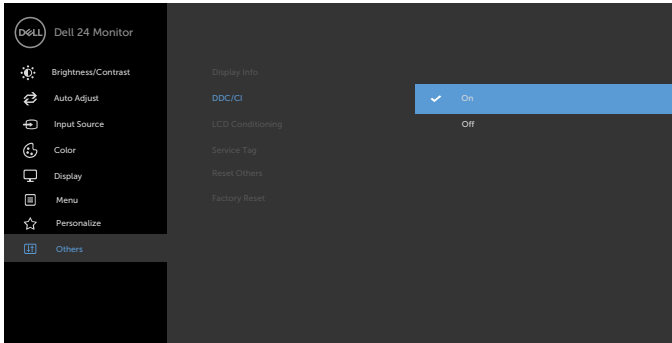 DELL Dell 24 Monitor
Brightness/Contrast
Auto Adjust
Input Source
Color
Display
Menu
Personalize
Others
Display Info
DDC/CI
LCD Conditioning
Service Tag
Reset Others
Factory Reset
On
Off